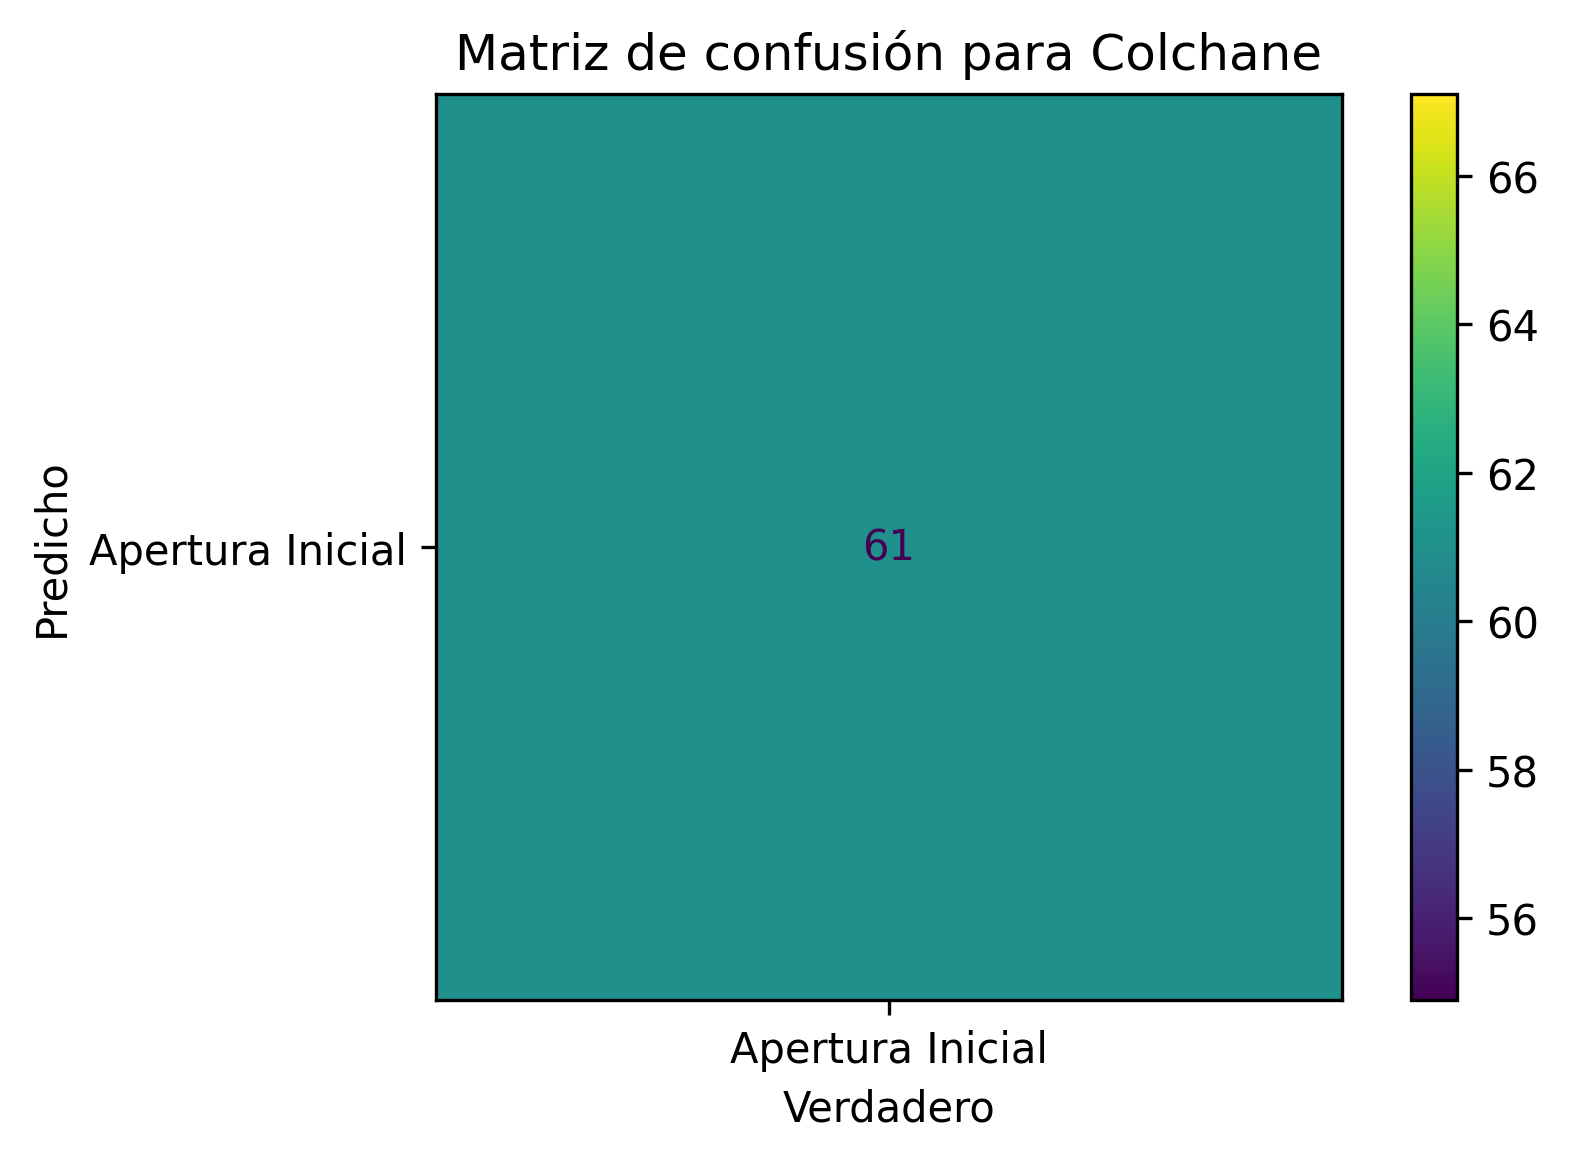 Matriz de confusión para Colchane
Predicho
Apertura Inicial
61
Apertura Inicial
Verdadero
66
64
62
60
58
56